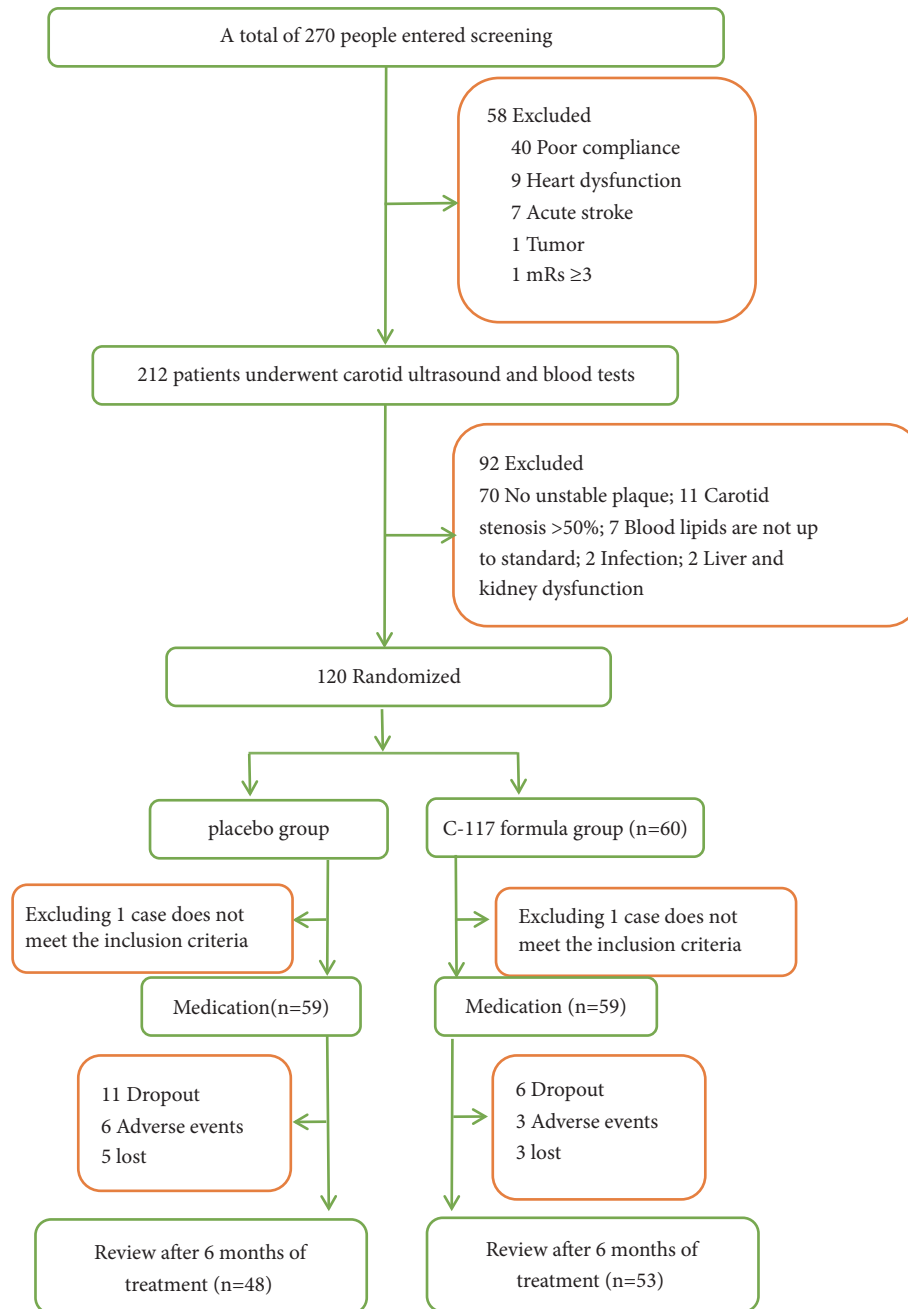 A total of 270 people entered screening
58 Excluded
40 Poor compliance
9 Heart dysfunction
7 Acute stroke
1 Tumor
1 mRs ≥3
212 patients underwent carotid ultrasound and blood tests
92 Excluded
70 No unstable plaque; 11 Carotid
stenosis >50%; 7 Blood lipids are not up
to standard; 2 Infection; 2 Liver and
kidney dysfunction
120 Randomized
placebo group
C-117 formula group (n=60)
Excluding 1 case does not
meet the inclusion criteria
Excluding 1 case does not
meet the inclusion criteria
Medication(n=59)
Medication (n=59)
11 Dropout
6 Adverse events
5 lost
6 Dropout
3 Adverse events
3 lost
Review after 6 months of
treatment (n=48)
Review after 6 months of
treatment (n=53)